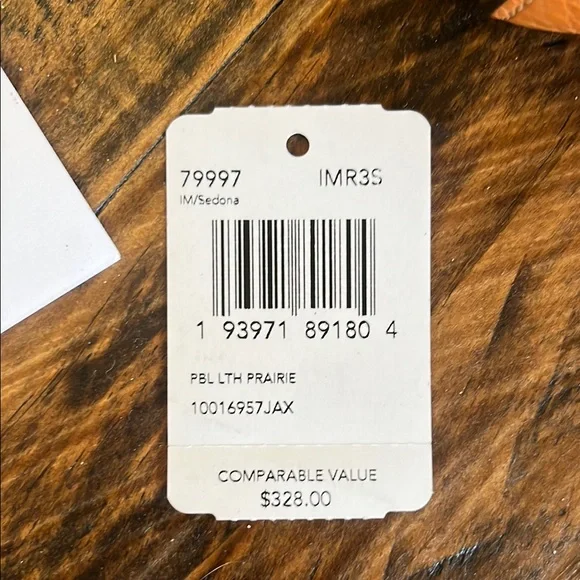 79997 IMR3S
IM/Sedona
1 93971 89180 4
PBL LTH PRAIRIE
10016957JAX
COMPARABLE VALUE
$328.00